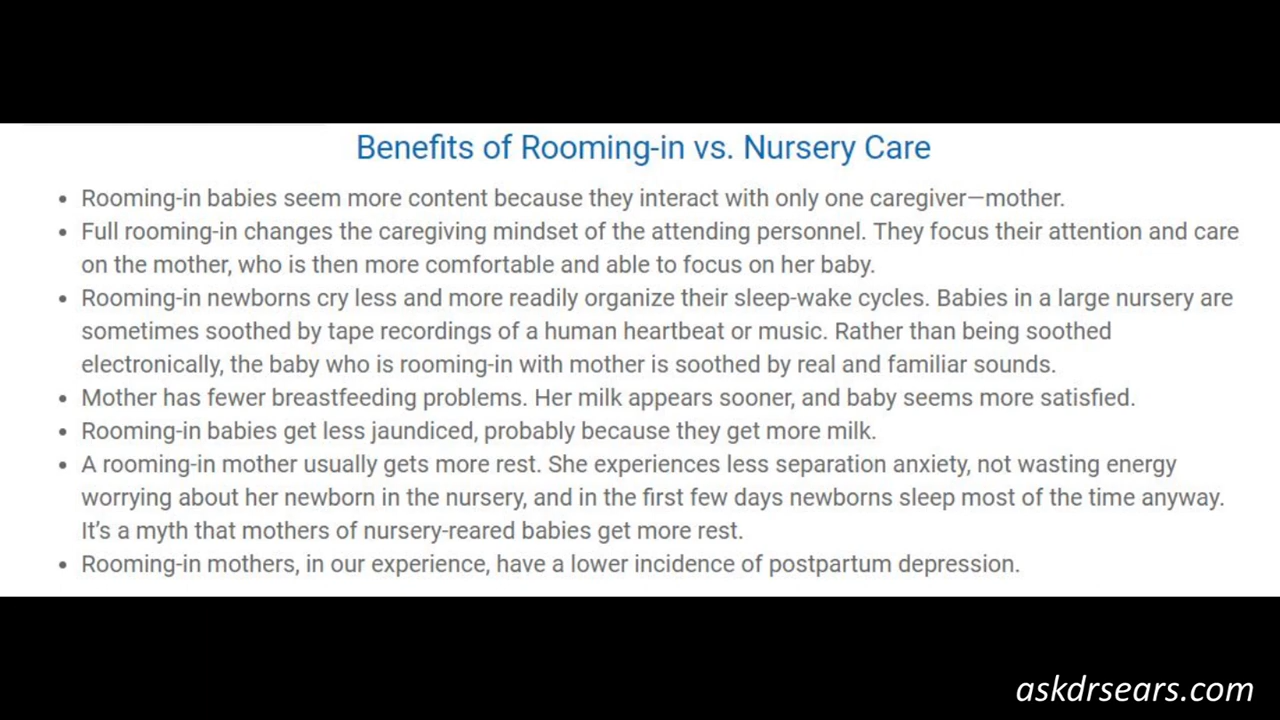 Benefits of Rooming-in vs. Nursery Care
• Rooming-in babies seem more content because they interact with only one caregiver—mother.
• Full rooming-in changes the caregiving mindset of the attending personnel. They focus their attention and care
on the mother, who is then more comfortable and able to focus on her baby.
• Rooming-in newborns cry less and more readily organize their sleep-wake cycles. Babies in a large nursery are
sometimes soothed by tape recordings of a human heartbeat or music. Rather than being soothed
electronically, the baby who is rooming-in with mother is soothed by real and familiar sounds.
• Mother has fewer breastfeeding problems. Her milk appears sooner, and baby seems more satisfied.
• Rooming-in babies get less jaundiced, probably because they get more milk.
• A rooming-in mother usually gets more rest. She experiences less separation anxiety, not wasting energy
worrying about her newborn in the nursery, and in the first few days newborns sleep most of the time anyway.
It’s a myth that mothers of nursery-reared babies get more rest.
• Rooming-in mothers, in our experience, have a lower incidence of postpartum depression.
askdrsears.com